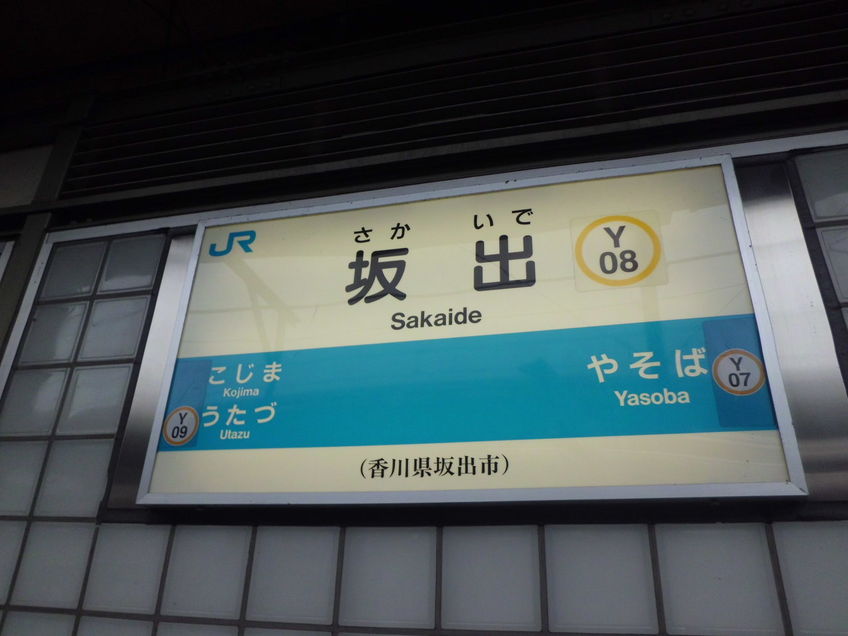 JR
さか いで
坂出
Sakaide
Y
08
こじま
Kojima
うたづ
Utazu
Y
09
やそば
Yasoba
Y
07
(香川県坂出市)